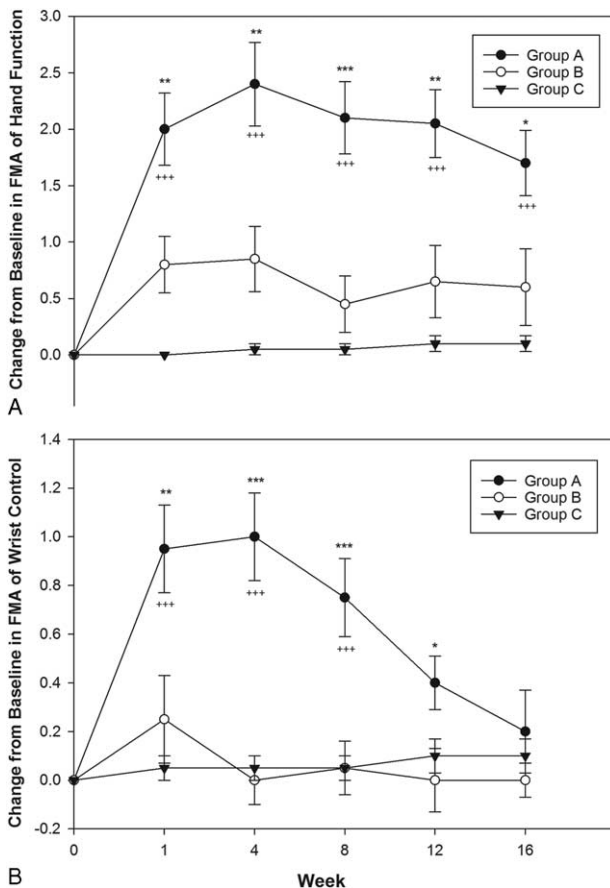 Change from Baseline in FMA of Hand Function
3.0
2.5
2.0
1.5
1.0
0.5
0.0
** ** *** ** *
+++ +++ +++ +++ +++
Group A
Group B
Group C
A
Change from Baseline in FMA of Wrist Control
1.4
1.2
1.0
0.8
0.6
0.4
0.2
0.0
-0.2
** *** *** *
+++ +++ +++
Group A
Group B
Group C
0 1 4 8 12 16
B
Week